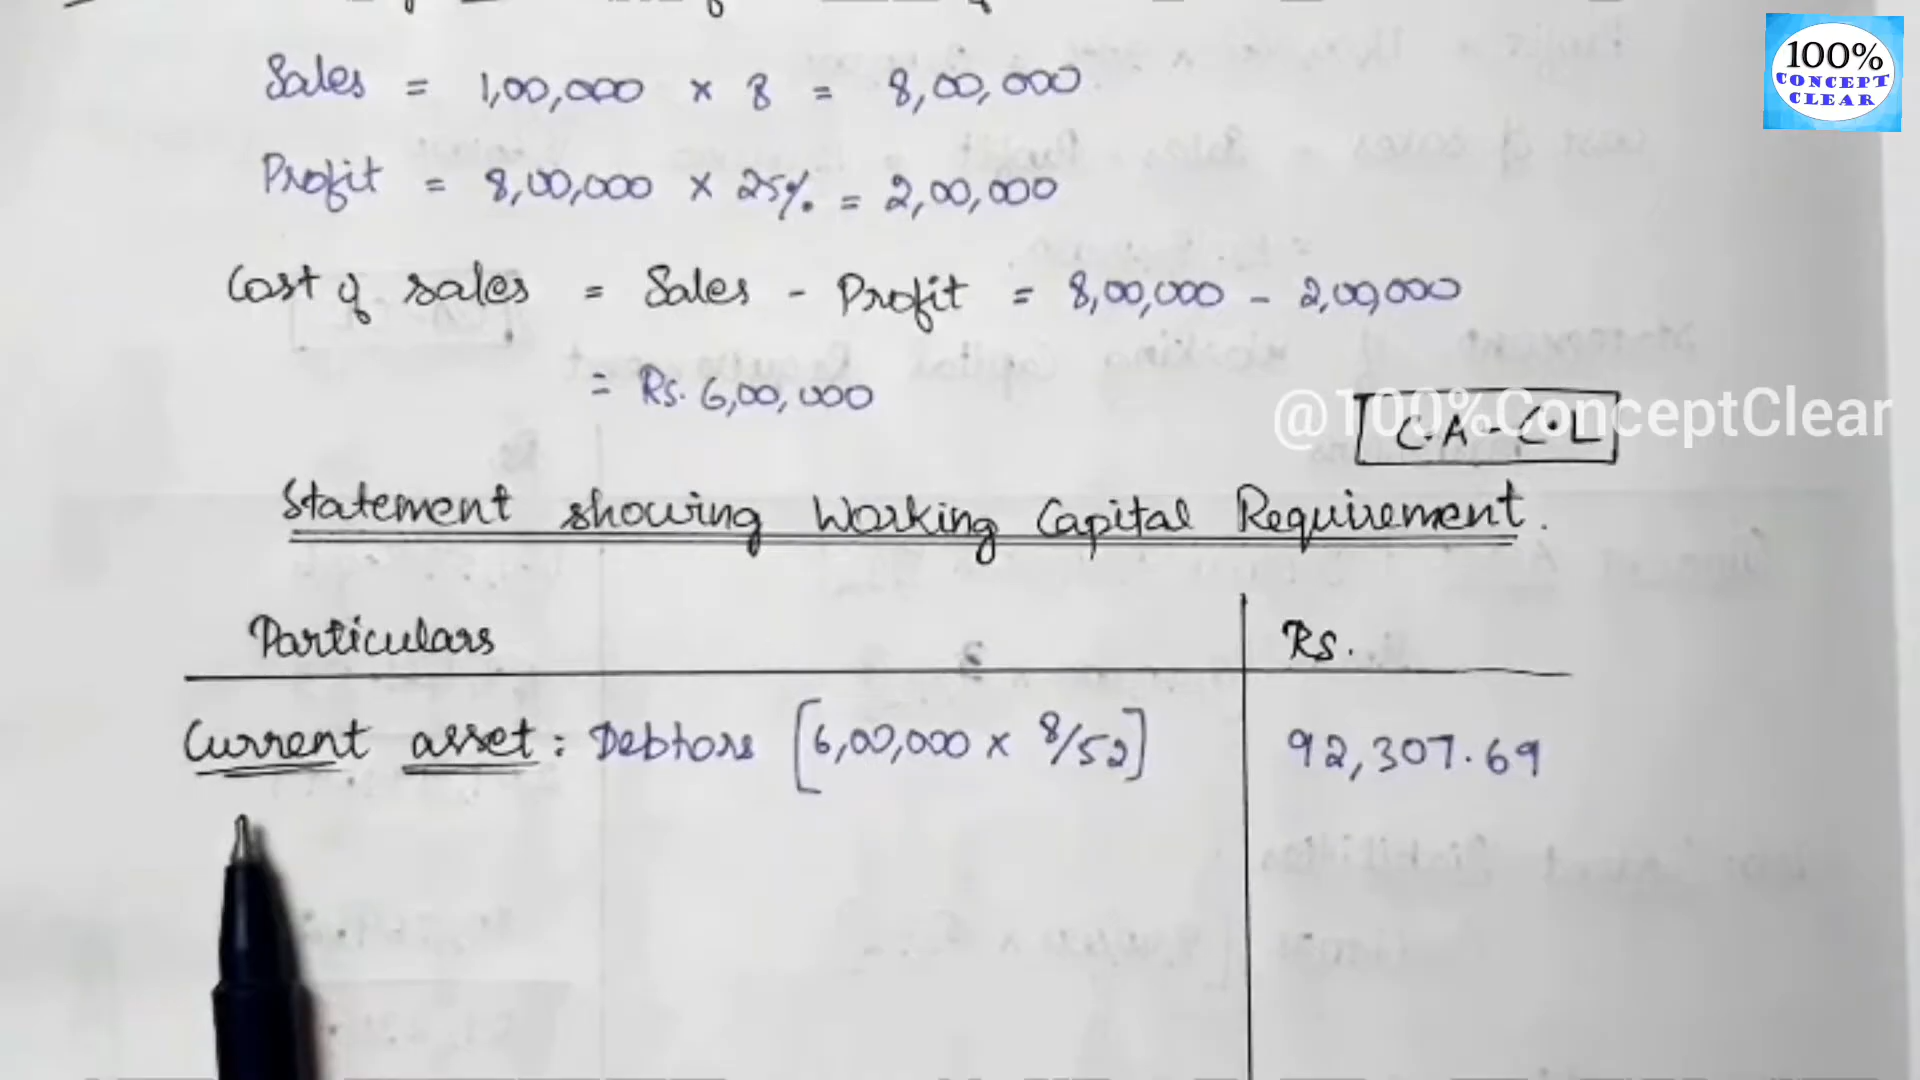 100%
CONCEPT
CLEAR
Sales = 1,00,000 × 8 = 8,00,000
Profit = 8,00,000 × 25% = 2,00,000
Cost of sales = Sales - Profit = 8,00,000 - 2,00,000
= Rs. 6,00,000
@100%ConceptClear
C.A - C.L
Statement showing Working Capital Requirement.
Particulars Rs.
Current asset: Debtors [6,00,000 × 8/52] 92,307.69